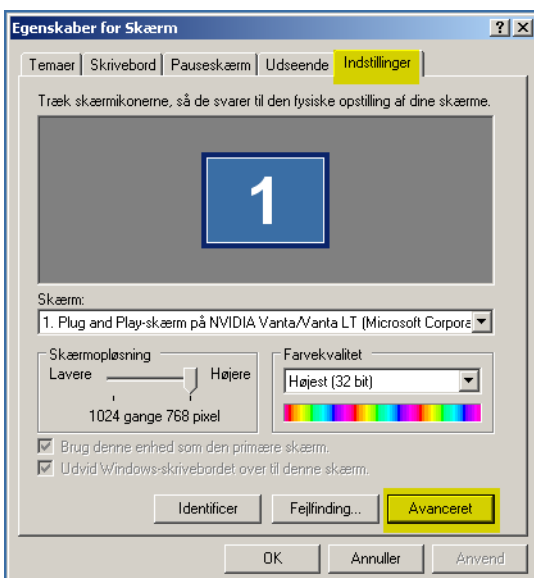 Egenskaber for Skærm
Temaer Skrivebord Pauseskærm Udseende Indstillinger
Træk skærmikonerne, så de svarer til den fysiske opstilling af dine skærme.
1
Skærm:
1. Plug and Play-skærm på NVIDIA Vanta/Vanta LT (Microsoft Corpora
Skærmopløsning
Lavere Højere
1024 gange 768 pixel
Farvekvalitet
Højest (32 bit)
Brug denne enhed som den primære skærm.
Udvid Windows-skrivebordet over til denne skærm.
Identificer Fejlfinding... Avanceret
OK Annuller Anvend